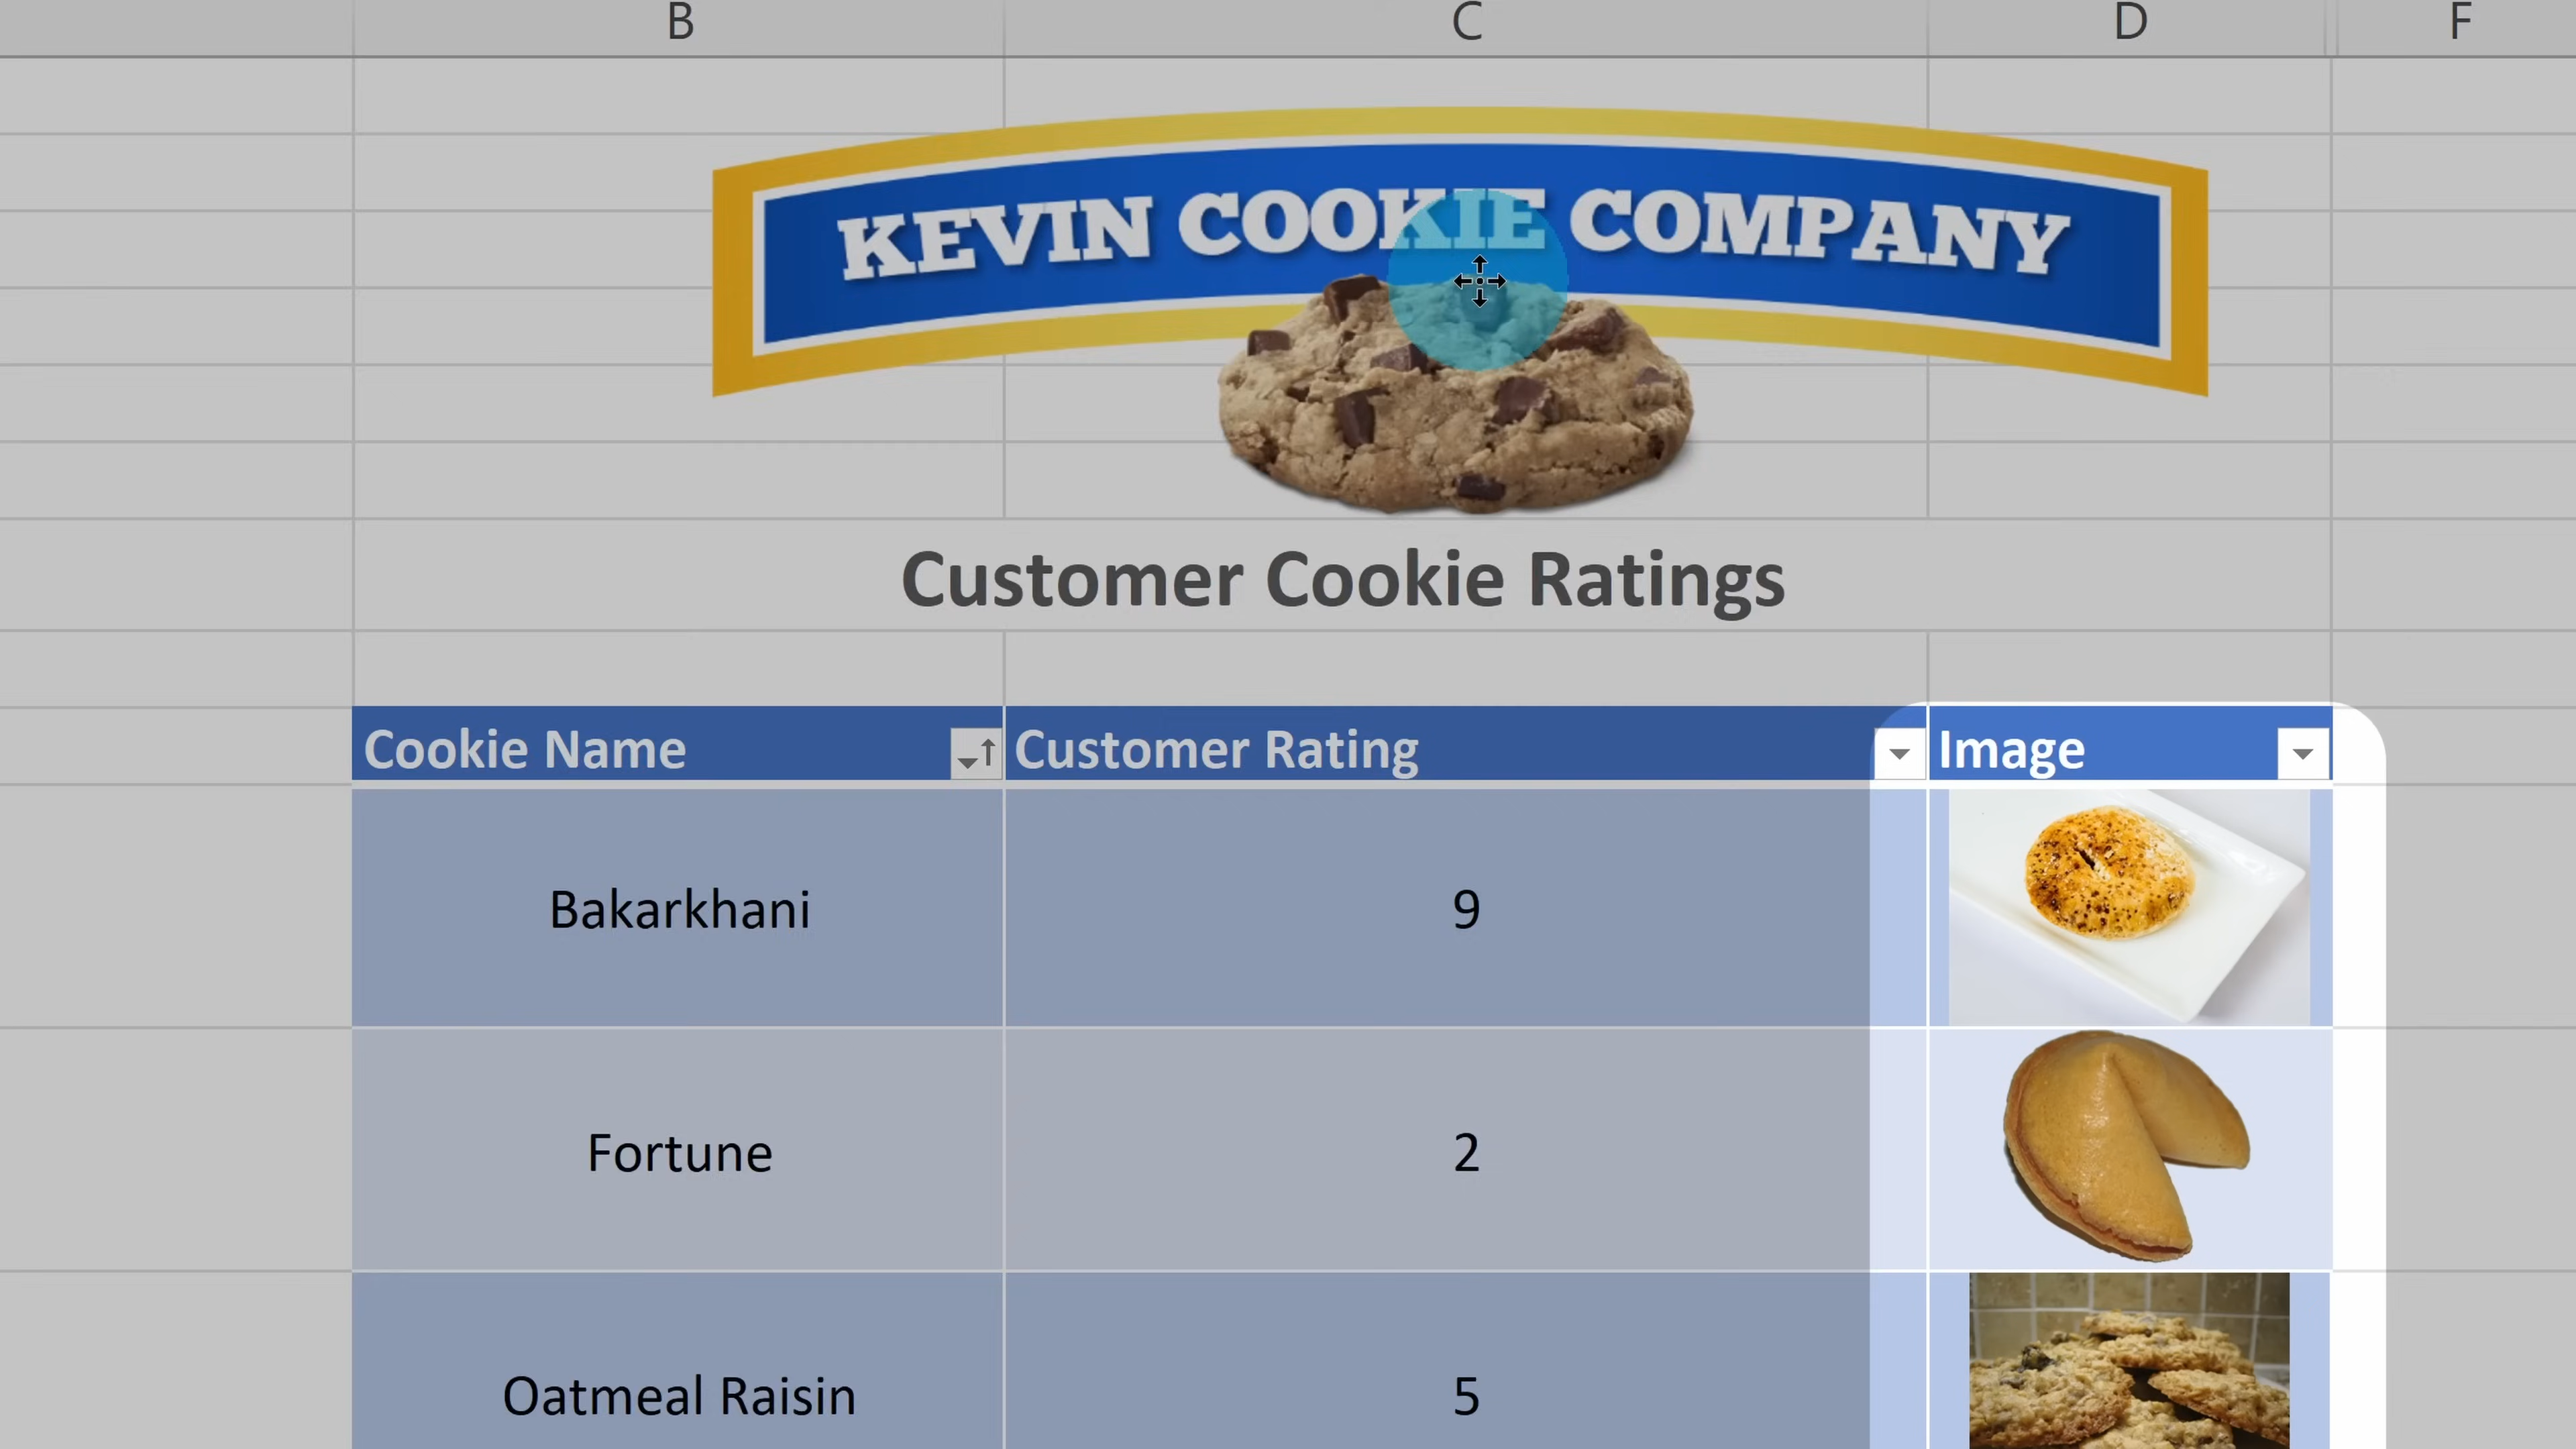 B C D F
KEVIN COOKIE COMPANY
Customer Cookie Ratings
Cookie Name Customer Rating Image
Bakarkhani 9
Fortune 2
Oatmeal Raisin 5